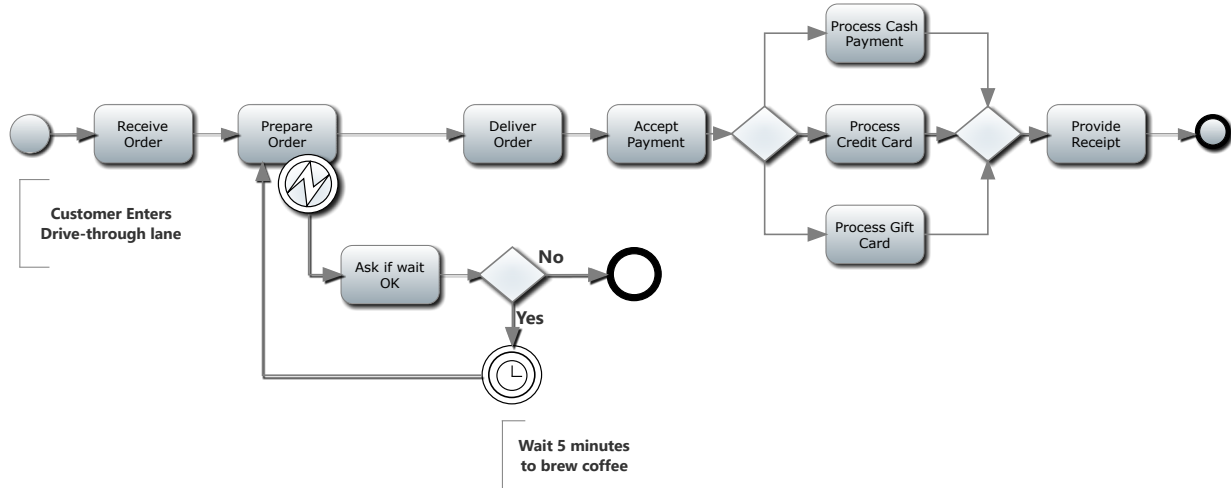 Process Cash
Payment
Receive
Order
Prepare
Order
Deliver
Order
Accept
Payment
Process
Credit Card
Provide
Receipt
Customer Enters
Drive-through lane
Process Gift
Card
Ask if wait
OK
No
Yes
Wait 5 minutes
to brew coffee